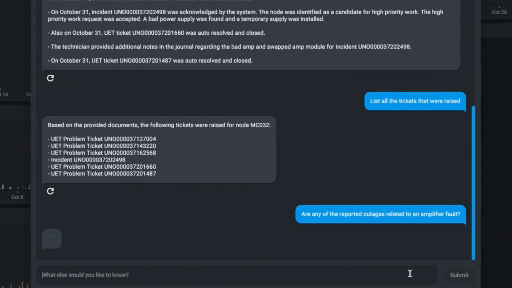 - On October 31, incident UNO000037202498 was acknowledged by the system. The node was identified as a candidate for high priority work. The high
priority work request was accepted. A bad power supply was found and a temporary supply was installed.
- Also on October 31, UET ticket UNO000037201660 was auto resolved and closed.
- The technician provided additional notes in the journal regarding the bad amp and swapped amp module for incident UNO000037202498.
- On October 31, UET ticket UNO000037201487 was auto resolved and closed.
List all the tickets that were raised
Based on the provided documents, the following tickets were raised for node MC032:
- UET Problem Ticket UNO000037127004
- UET Problem Ticket UNO000037143220
- UET Problem Ticket UNO000037162568
- Incident UNO000037202498
- UET Problem Ticket UNO000037201660
- UET Problem Ticket UNO000037201487
Are any of the reported outages related to an amplifier fault?
What else would you like to know?
Submit
Oct 3
Oct 29